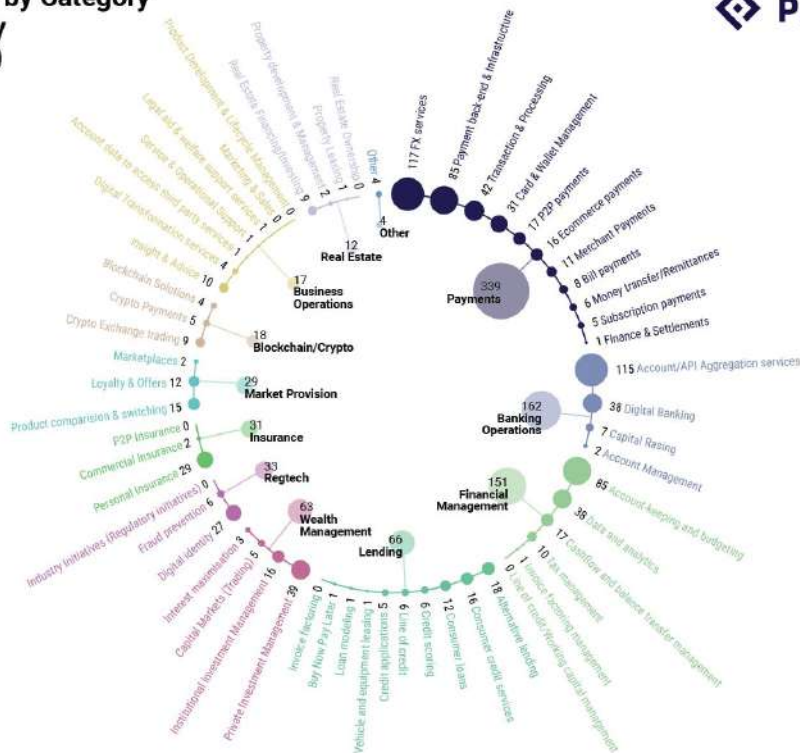 by Category
P
117 FX services
85 Payment back-end & Infrastructure
42 Transaction & Processing
31 Card & Wallet Management
17 P2P payments
16 Ecommerce payments
11 Merchant Payments
8 Bill payments
6 Money transfer/Remittances
5 Subscription payments
1 Finance & Settlements
339
Payments
115 Account/API Aggregation services
38 Digital Banking
7 Capital Rasing
2 Account Management
162
Banking
Operations
85 Account-keeping and budgeting
38 Data and analytics
17 Cashflow and balance transfer management
10 Tax management
1 Invoice factoring management
0 Line of credit/Working capital management
151
Financial
Management
18 Alternative lending
16 Consumer credit services
12 Consumer loans
6 Credit scoring
6 Line of credit
5 Credit applications
1 Vehicle and equipment leasing
1 Loan modeling
1 Buy Now Pay Later
0 Invoice factoring
66
Lending
Private Investment Management 39
Institutional Investment Management 16
Capital Markets (Trading) 5
Interest maximisation 3
63
Wealth
Management
Digital identity 27
Fraud prevention 6
Industry Initiatives (Regulatory initiatives) 0
33
Regtech
Personal Insurance 29
Commercial Insurance 2
P2P Insurance 0
31
Insurance
Product comparision & switching 15
Loyalty & Offers 12
Marketplaces 2
29
Market Provision
Crypto Exchange trading 9
Crypto Payments 5
Blockchain Solutions 4
18
Blockchain/Crypto
Insight & Advice 10
Digital Transformation services 4
Account data to access third party services 1
Service & operational Support 1
Legal aid & welfare support services 1
Marketing & Sales 0
Product Development & Lifecycle Management 0
17
Business
Operations
Real Estate Financing/Investing 9
Property development & Management 2
Property Leasing 1
Real Estate Ownership 0
12
Real Estate
Other 4
4
Other